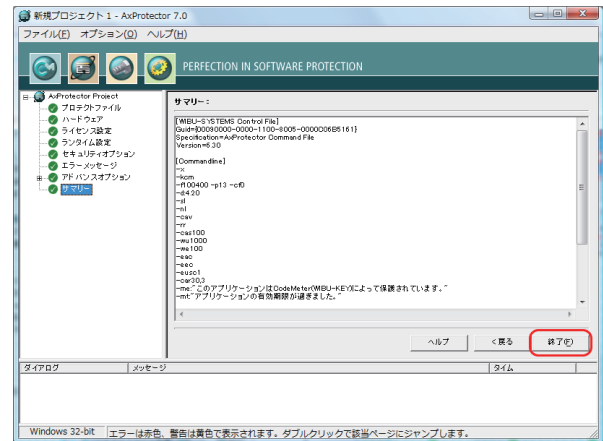 新規プロジェクト 1 - AxProtector 7.0
ファイル(F) オプション(O) ヘルプ(H)
PERFECTION IN SOFTWARE PROTECTION
AxProtector Project
プロテクトファイル
ハードウェア
ライセンス設定
ランタイム設定
セキュリティオプション
エラーメッセージ
アドバンスオプション
サマリー
サマリー:
[WIBU-SYSTEMS Control File]
Guid={00090000-0000-1100-8005-0000C06B5161}
Specification=AxProtector Command File
Version=6.30
[Commandline]
-x
-kcm
-f100400 -p13 -cf0
-d:4.20
-sl
-nl
-cav
-rr
-cas100
-wu1000
-we100
-eac
-eec
-eusc1
-car30,3
-me:"このアプリケーションはCodeMeter(WIBU-KEY)によって保護されています。"
-mt:"アプリケーションの有効期限が過ぎました。"
ヘルプ <戻る 終了(F)
ダイアログ メッセージ タイム
Windows 32-bit エラーは赤色、警告は黄色で表示されます。ダブルクリックで該当ページにジャンプします。